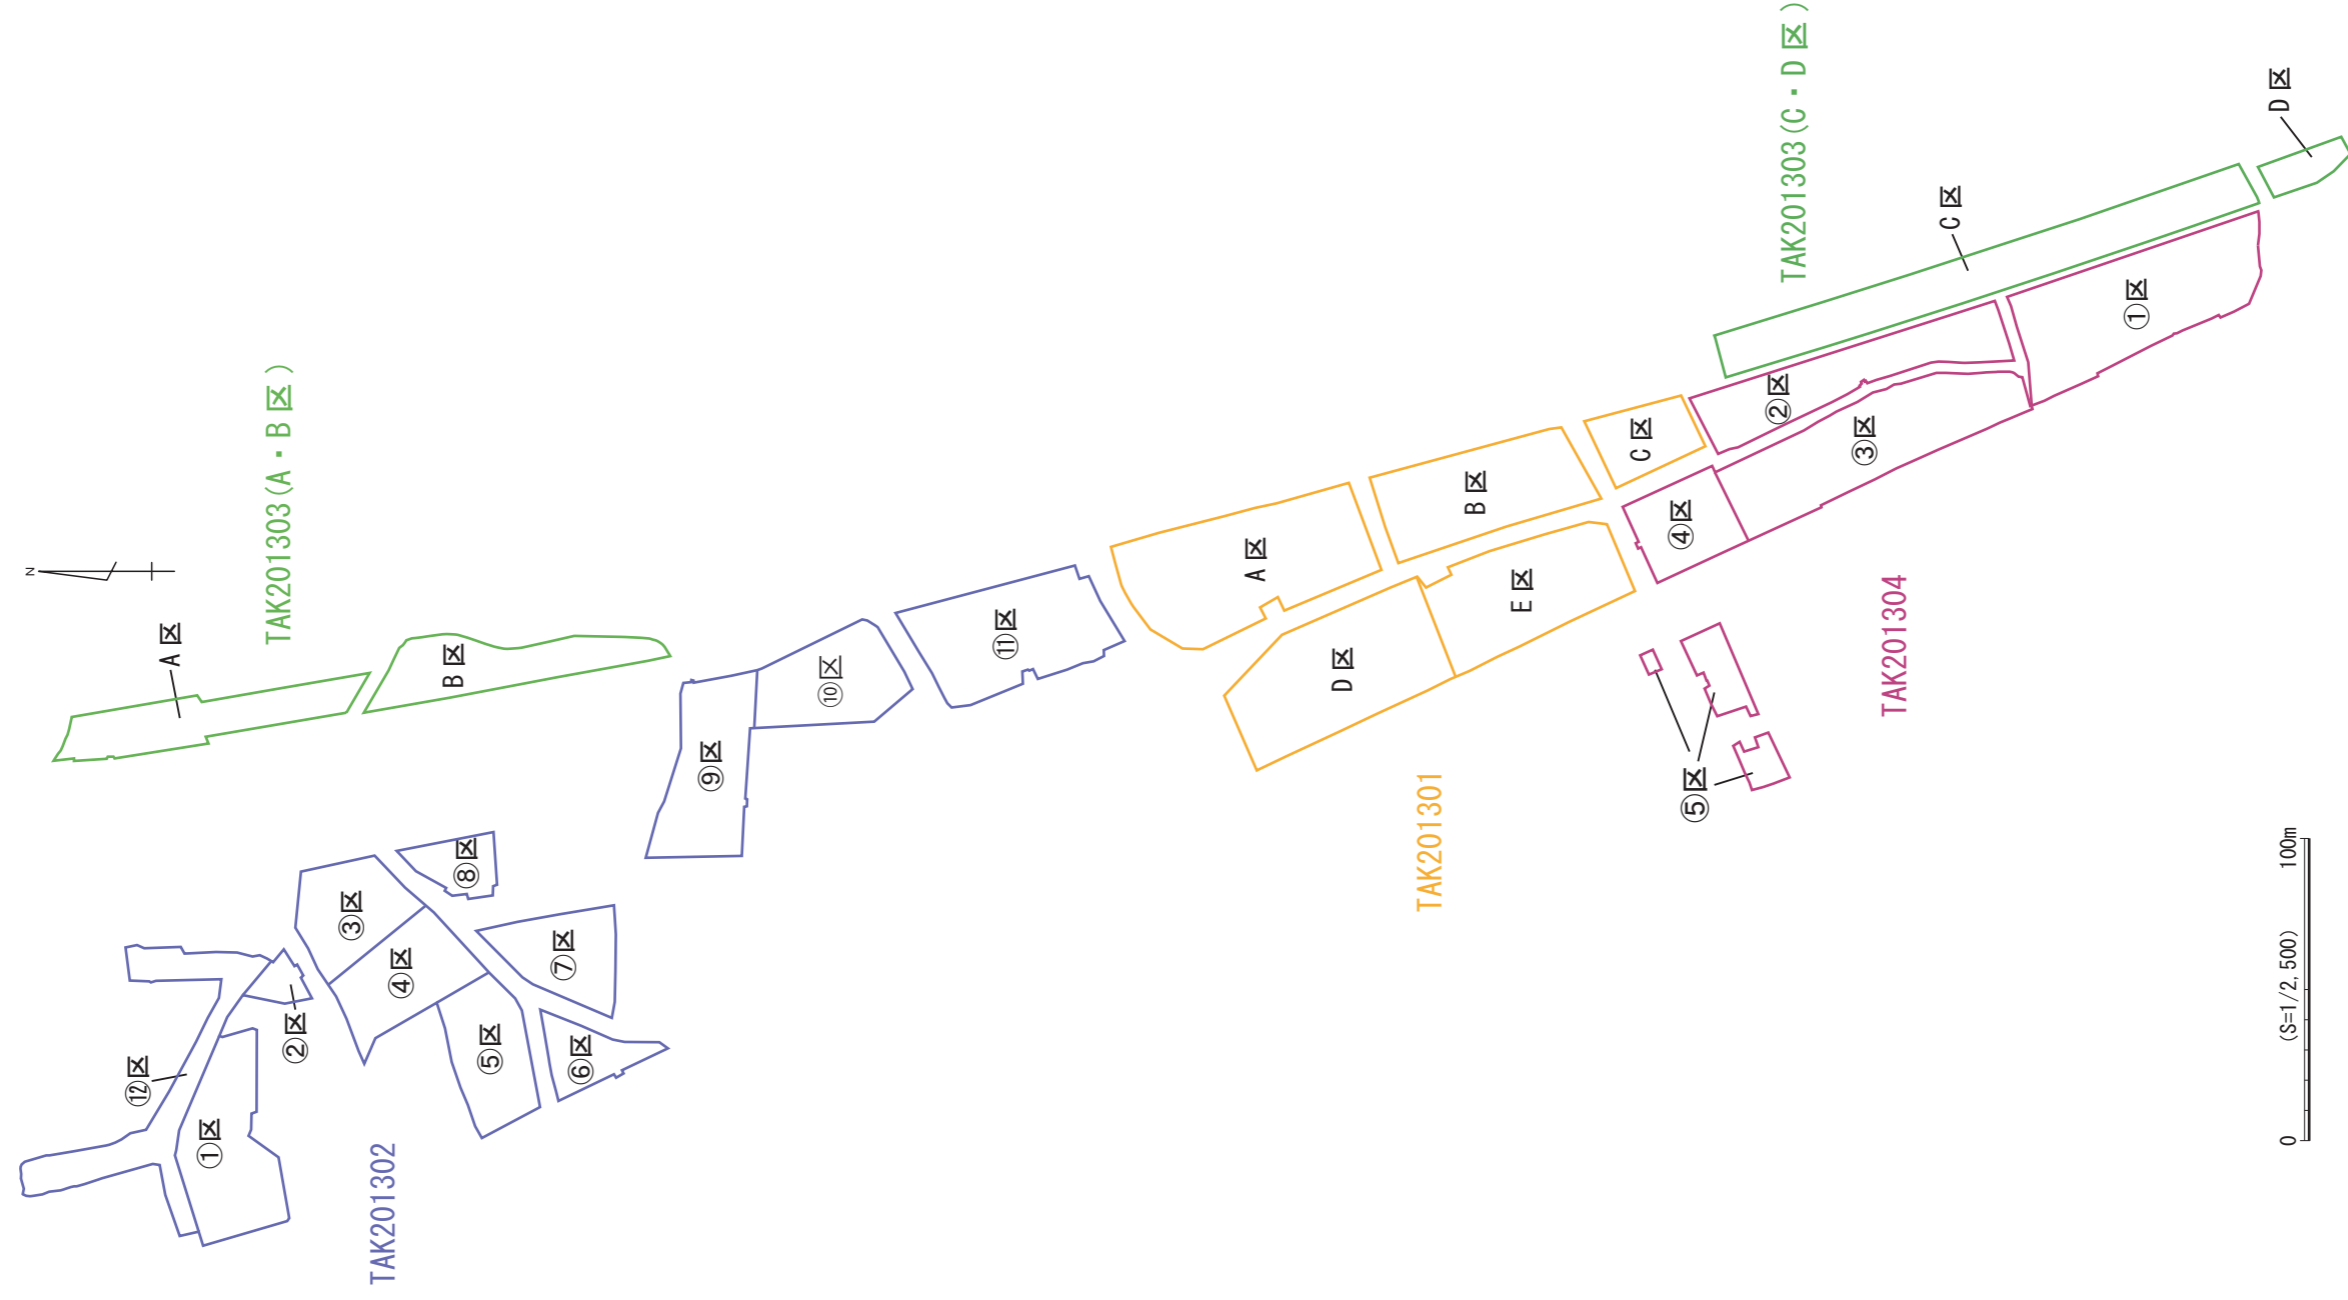 N
TAK201303(A・B区)
A区
B区
TAK201302
①区
②区
③区
④区
⑤区
⑥区
⑦区
⑧区
⑨区
⑩区
⑪区
⑫区
TAK201301
A区
B区
C区
D区
E区
TAK201303(C・D区)
C区
D区
TAK201304
①区
②区
③区
④区
⑤区
0 (S=1/2,500) 100m